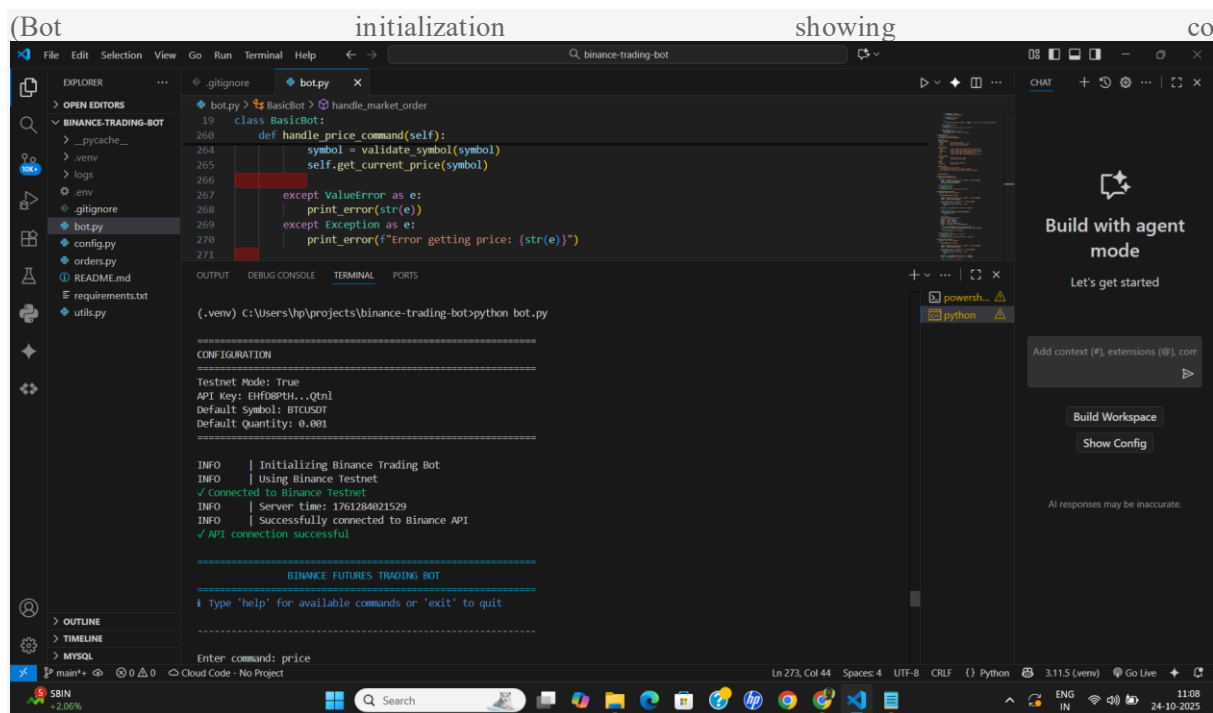 (Bot initialization showing co
File Edit Selection View Go Run Terminal Help
binance-trading-bot
EXPLORER
OPEN EDITORS
BINANCE-TRADING-BOT
__pycache__
.venv
logs
.env
.gitignore
bot.py
config.py
orders.py
README.md
requirements.txt
utils.py
OUTLINE
TIMELINE
MYSQL
10K+
.gitignore
bot.py
bot.py > BasicBot > handle_market_order
19 class BasicBot:
260 def handle_price_command(self):
264 symbol = validate_symbol(symbol)
265 self.get_current_price(symbol)
266
267 except ValueError as e:
268 print_error(str(e))
269 except Exception as e:
270 print_error(f"Error getting price: {str(e)}")
271
OUTPUT DEBUG CONSOLE TERMINAL PORTS
powersh...
python
(.venv) C:\Users\hp\projects\binance-trading-bot>python bot.py
============================================================
CONFIGURATION
============================================================
Testnet Mode: True
API Key: EHfD8PtH...Qtnl
Default Symbol: BTCUSDT
Default Quantity: 0.001
============================================================
INFO | Initializing Binance Trading Bot
INFO | Using Binance Testnet
✓ Connected to Binance Testnet
INFO | Server time: 1761284021529
INFO | Successfully connected to Binance API
✓ API connection successful
============================================================
BINANCE FUTURES TRADING BOT
============================================================
ℹ Type 'help' for available commands or 'exit' to quit
------------------------------------------------------------
Enter command: price
CHAT
Build with agent
mode
Let's get started
Add context (#), extensions (@), com
Build Workspace
Show Config
AI responses may be inaccurate.
main*+ 0 0 Cloud Code - No Project Ln 273, Col 44 Spaces: 4 UTF-8 CRLF {} Python 3.11.5 (.venv) Go Live
5
SBIN
+2.06%
Search
ENG
IN
11:08
24-10-2025